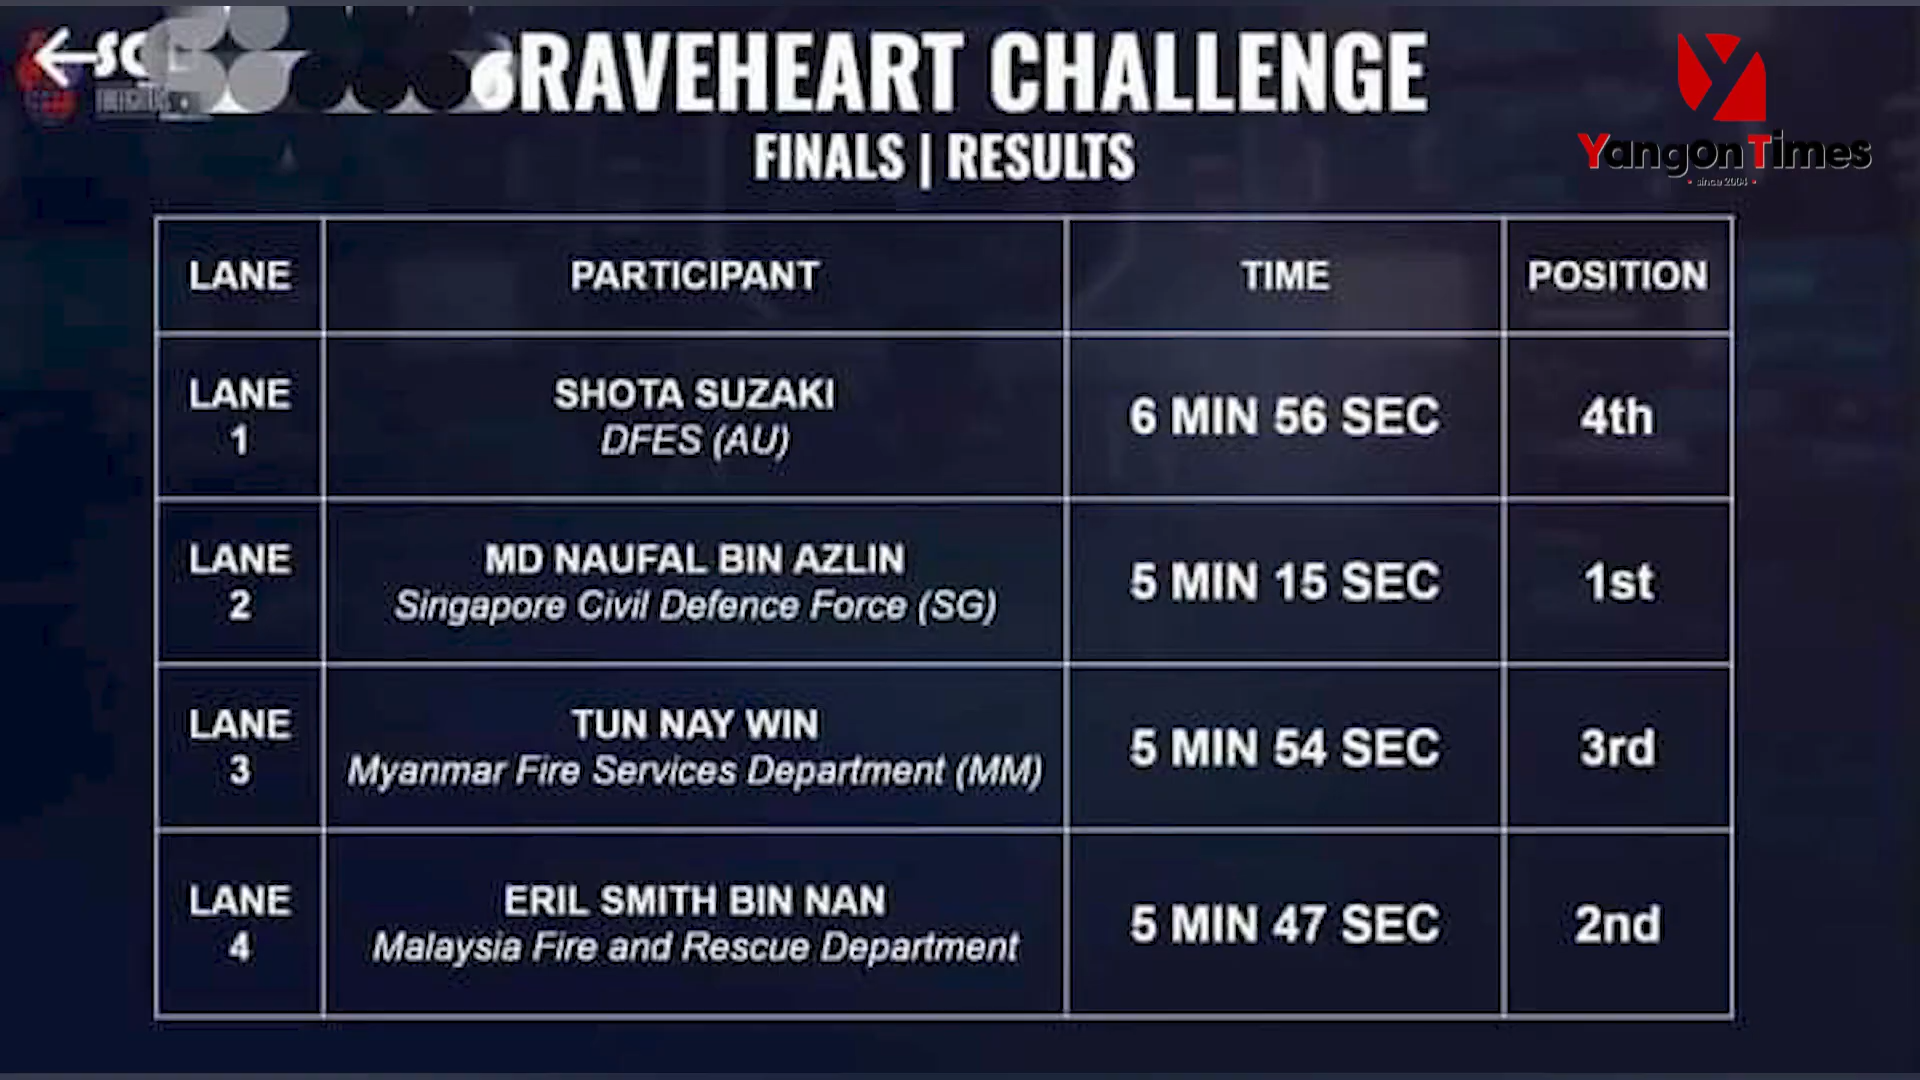 RAVEHEART CHALLENGE
FINALS | RESULTS
Yangon Times
• since 2004 •
LANE PARTICIPANT TIME POSITION
LANE 1
SHOTA SUZAKI
DFES (AU)
6 MIN 56 SEC
4th
LANE 2
MD NAUFAL BIN AZLIN
Singapore Civil Defence Force (SG)
5 MIN 15 SEC
1st
LANE 3
TUN NAY WIN
Myanmar Fire Services Department (MM)
5 MIN 54 SEC
3rd
LANE 4
ERIL SMITH BIN NAN
Malaysia Fire and Rescue Department
5 MIN 47 SEC
2nd